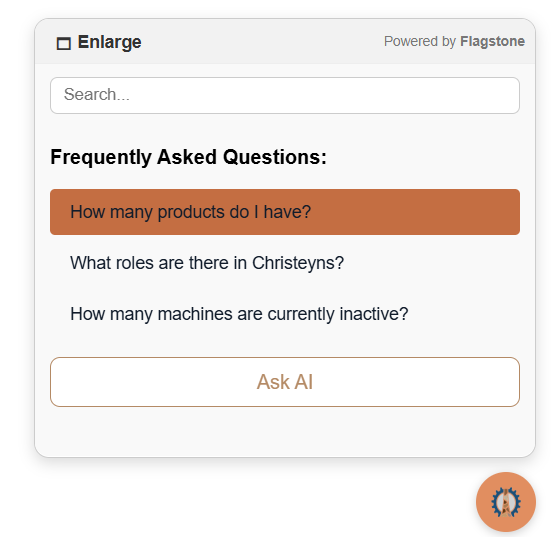 Enlarge
Powered by Flagstone
Search...
Frequently Asked Questions:
How many products do I have?
What roles are there in Christeyns?
How many machines are currently inactive?
Ask AI